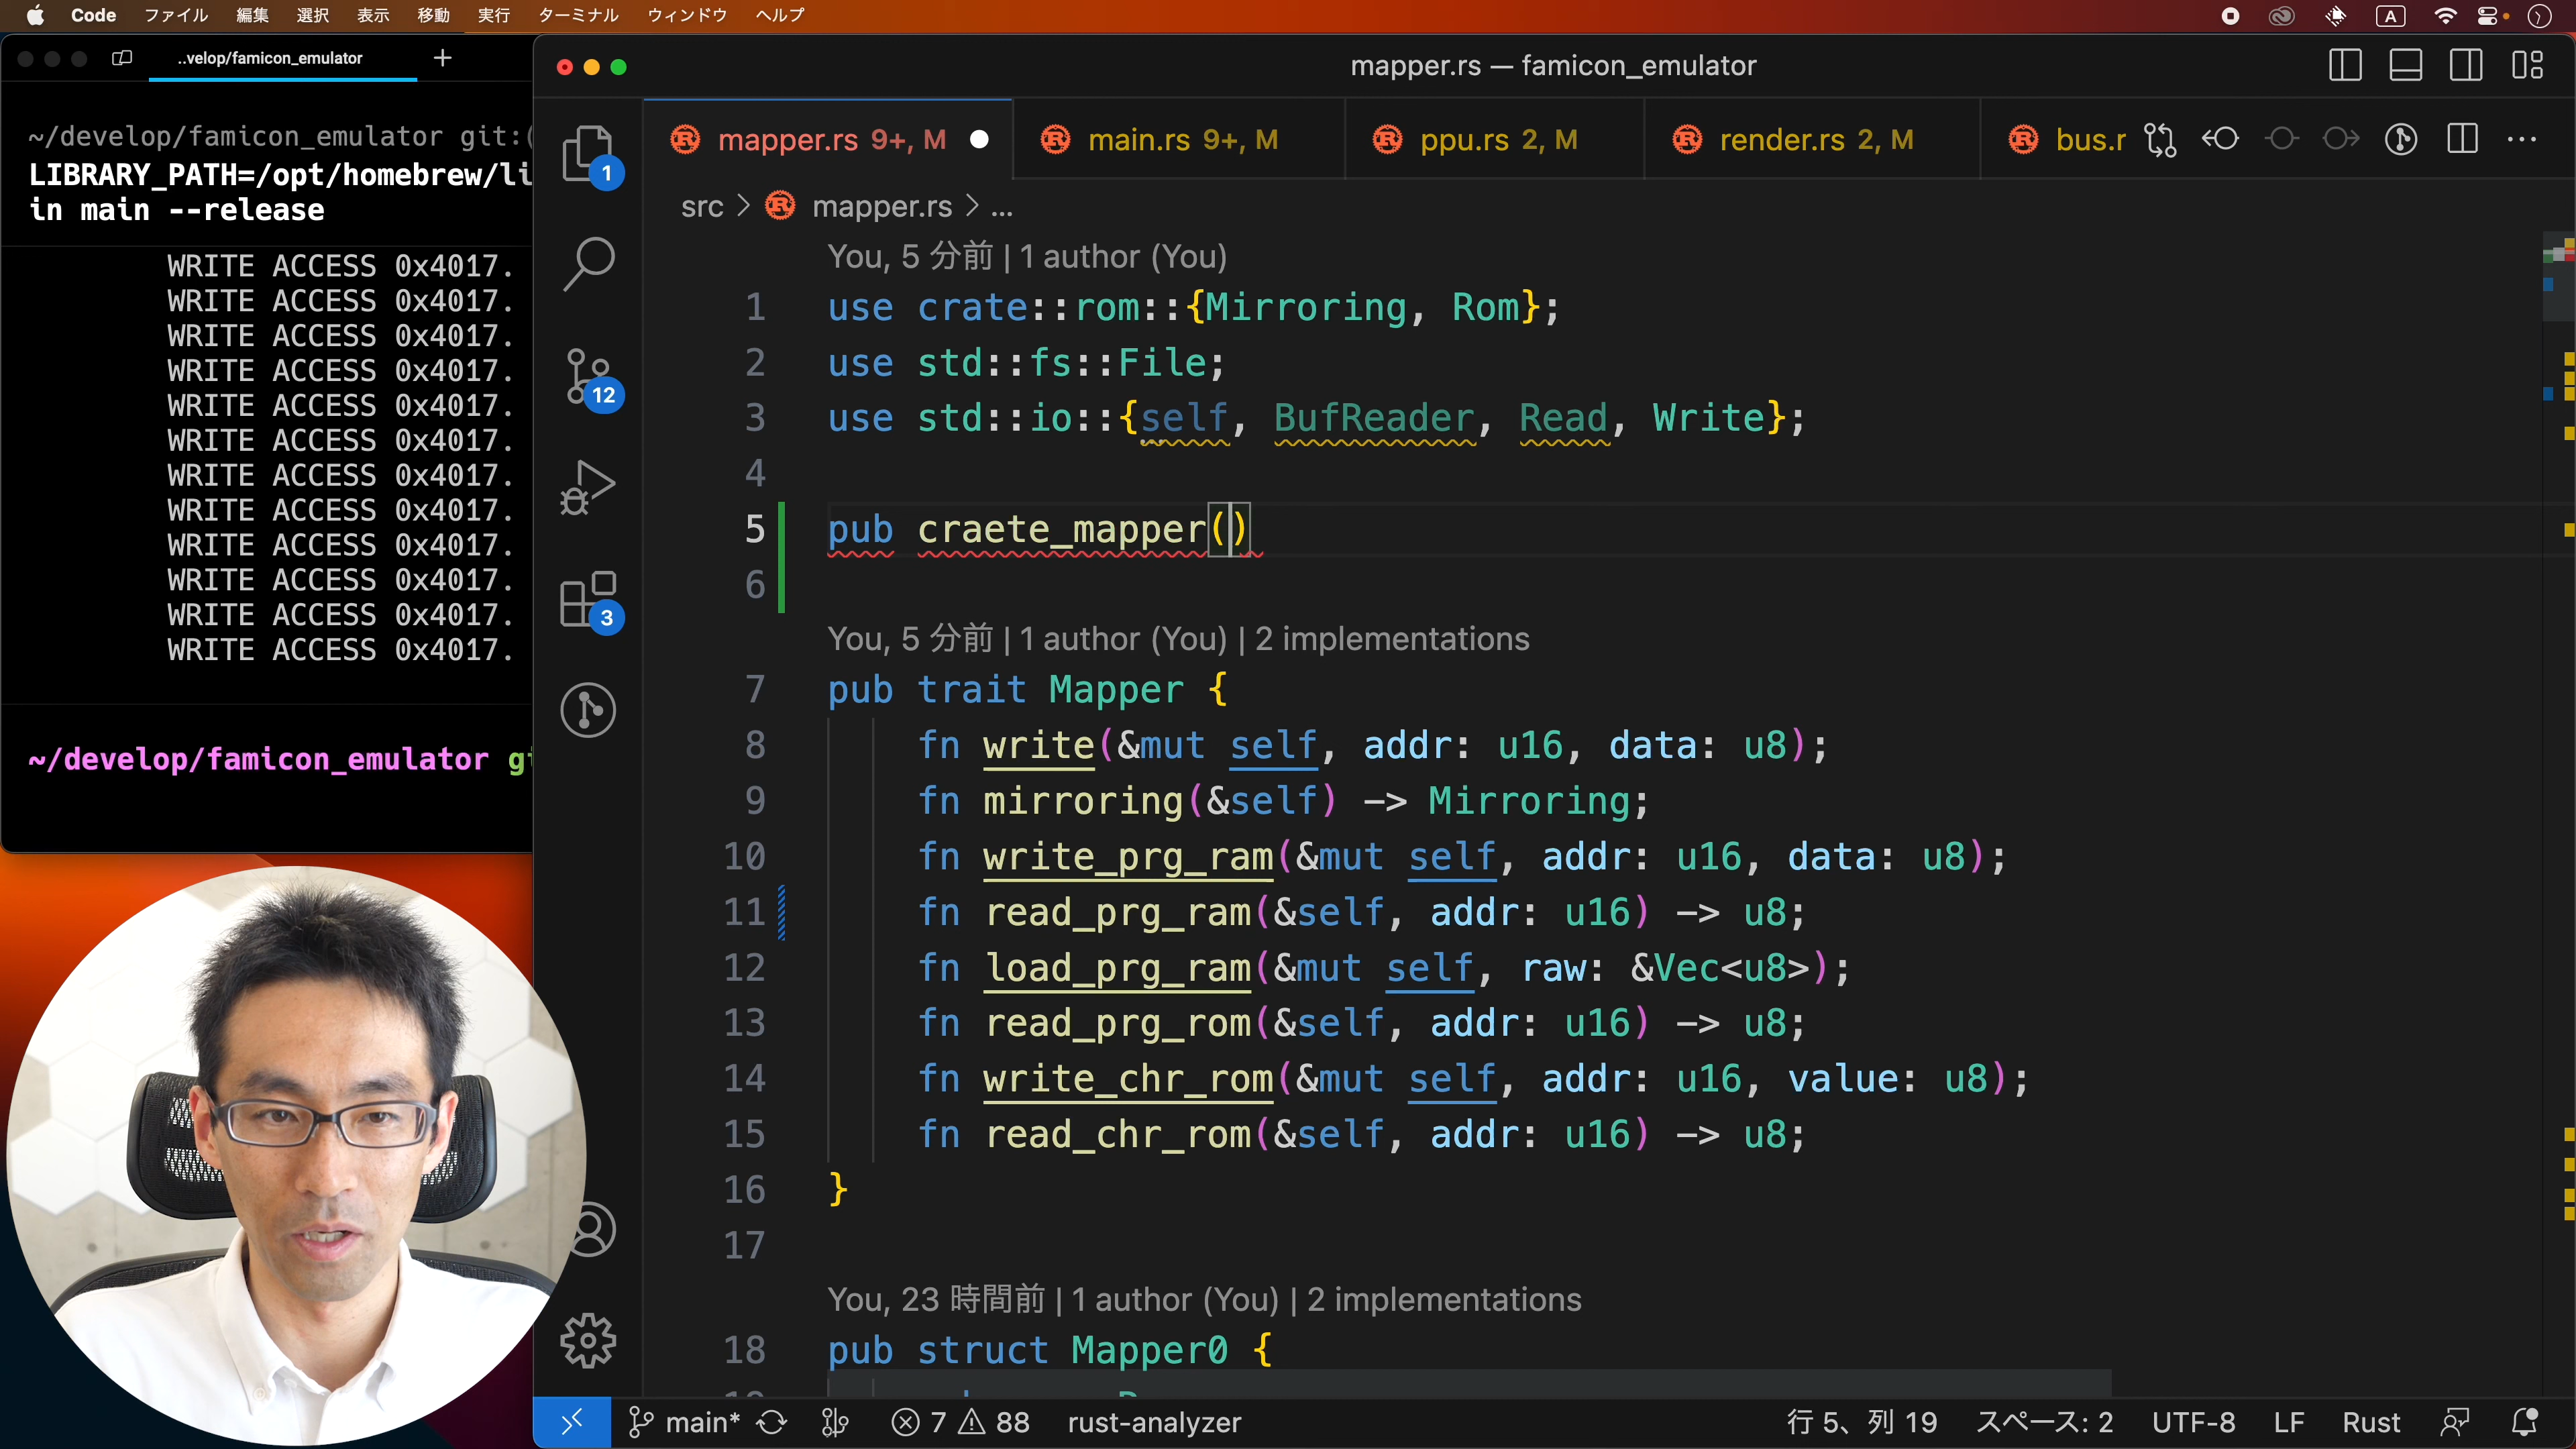 Code ファイル 編集 選択 表示 移動 実行 ターミナル ウィンドウ ヘルプ A
..velop/famicon_emulator
~/develop/famicon_emulator git:(
LIBRARY_PATH=/opt/homebrew/li
in main --release
WRITE ACCESS 0x4017.
WRITE ACCESS 0x4017.
WRITE ACCESS 0x4017.
WRITE ACCESS 0x4017.
WRITE ACCESS 0x4017.
WRITE ACCESS 0x4017.
WRITE ACCESS 0x4017.
WRITE ACCESS 0x4017.
WRITE ACCESS 0x4017.
WRITE ACCESS 0x4017.
WRITE ACCESS 0x4017.
WRITE ACCESS 0x4017.
~/develop/famicon_emulator gi
mapper.rs — famicon_emulator
mapper.rs 9+, M main.rs 9+, M ppu.rs 2, M render.rs 2, M bus.r
1
12
3
src > mapper.rs > ...
You, 5 分前 | 1 author (You)
1 use crate::rom::{Mirroring, Rom};
2 use std::fs::File;
3 use std::io::{self, BufReader, Read, Write};
4
5 pub craete_mapper()
6
You, 5 分前 | 1 author (You) | 2 implementations
7 pub trait Mapper {
8 fn write(&mut self, addr: u16, data: u8);
9 fn mirroring(&self) -> Mirroring;
10 fn write_prg_ram(&mut self, addr: u16, data: u8);
11 fn read_prg_ram(&self, addr: u16) -> u8;
12 fn load_prg_ram(&mut self, raw: &Vec<u8>);
13 fn read_prg_rom(&self, addr: u16) -> u8;
14 fn write_chr_rom(&mut self, addr: u16, value: u8);
15 fn read_chr_rom(&self, addr: u16) -> u8;
16 }
17
You, 23 時間前 | 1 author (You) | 2 implementations
18 pub struct Mapper0 {
main* 7 88 rust-analyzer 行 5、列 19 スペース: 2 UTF-8 LF Rust